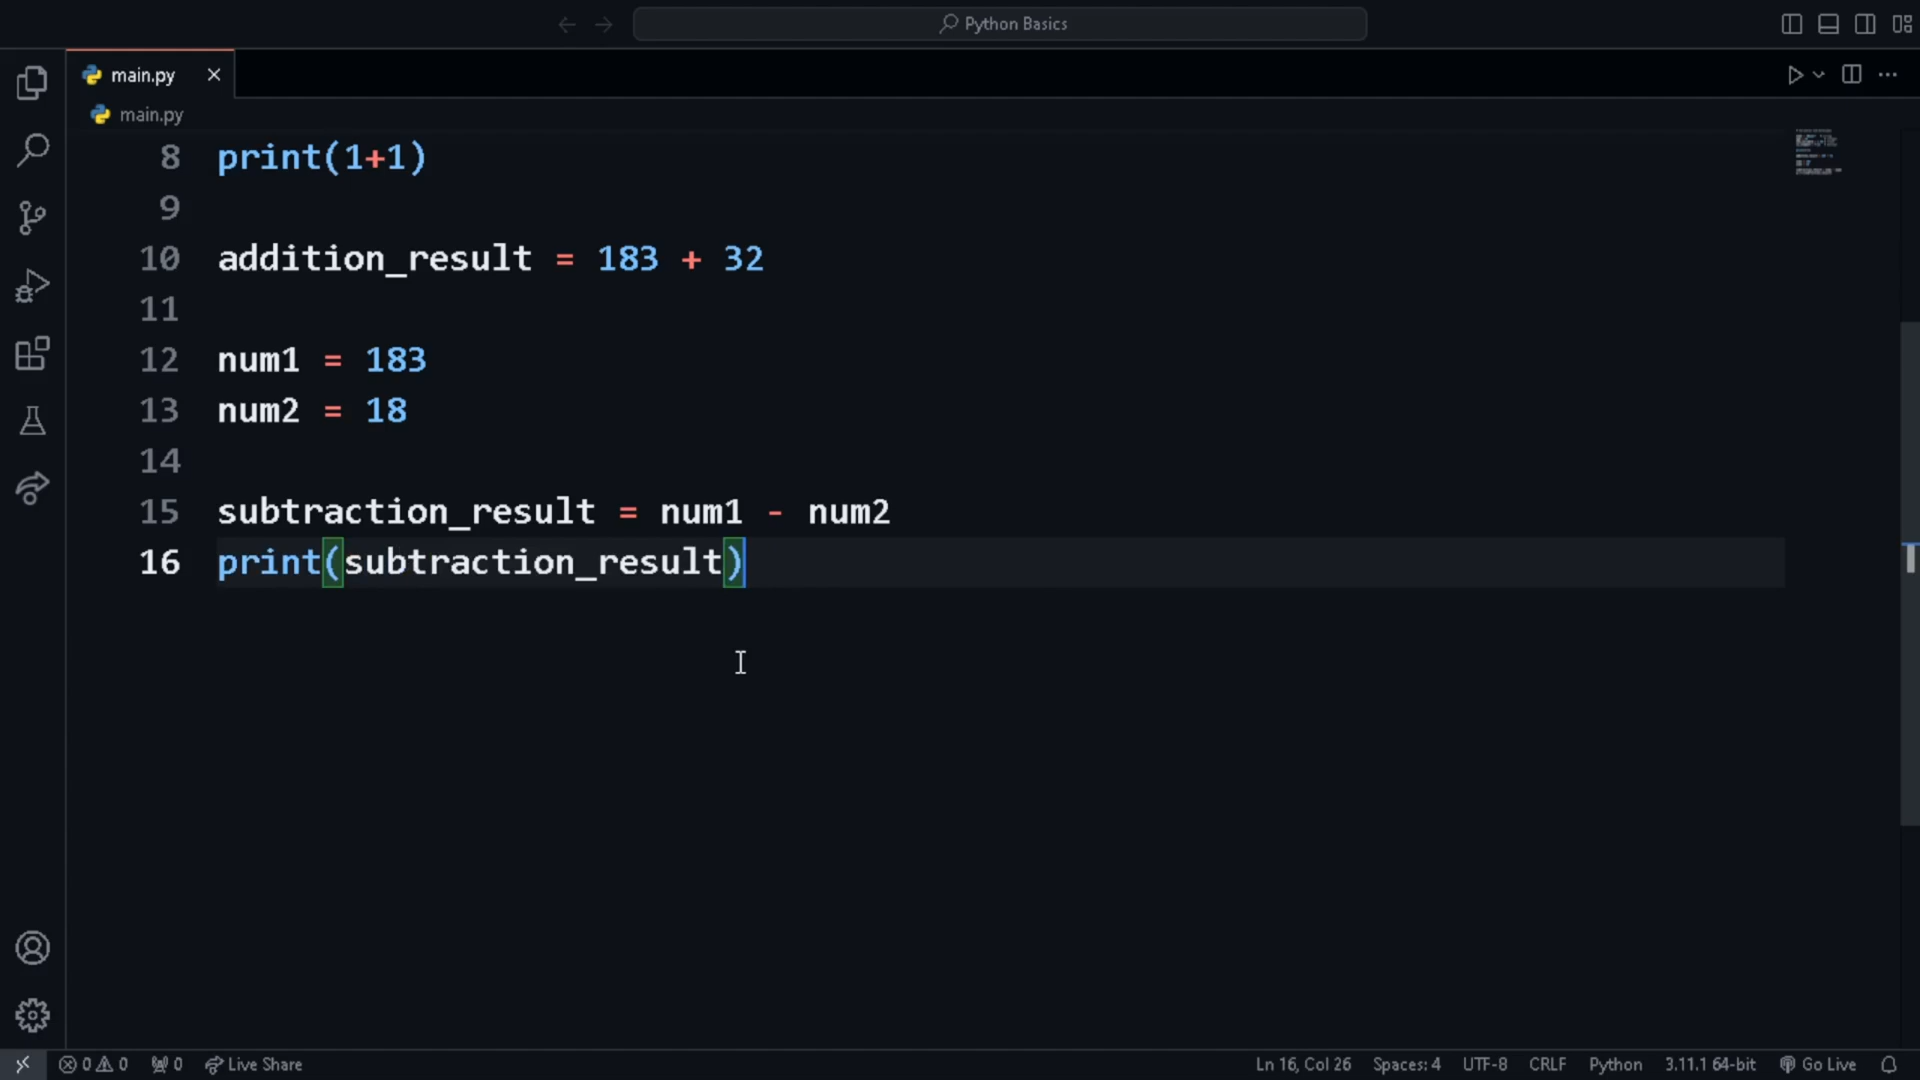 Python Basics
main.py
main.py
8 print(1+1)
9
10 addition_result = 183 + 32
11
12 num1 = 183
13 num2 = 18
14
15 subtraction_result = num1 - num2
16 print(subtraction_result)
0 0 0 Live Share Ln 16, Col 26 Spaces: 4 UTF-8 CRLF Python 3.11.1 64-bit Go Live